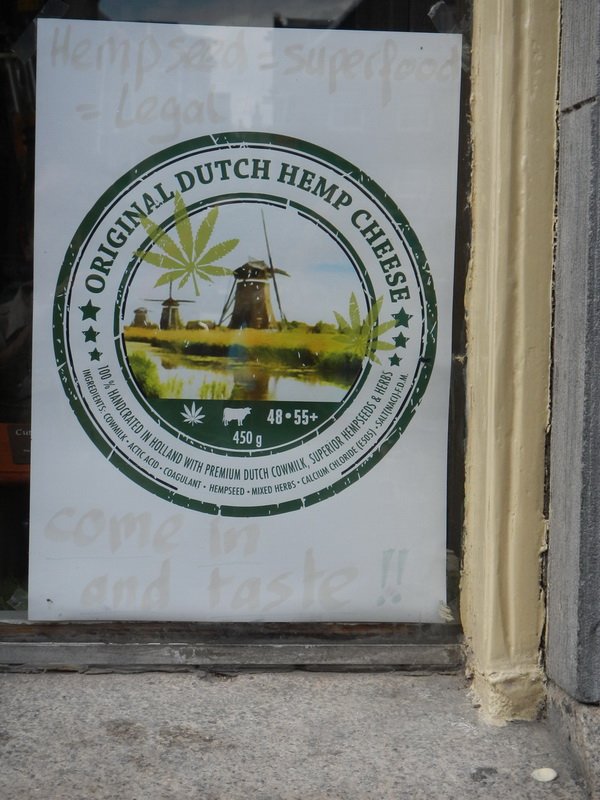 Hempseed = superfood
= Legal
ORIGINAL DUTCH HEMP CHEESE
48•55+
450 g
100 % HANDCRAFTED IN HOLLAND WITH PREMIUM DUTCH COWMILK, SUPERIOR HEMPSEEDS & HERBS
INGREDIENTS: COWMILK • ACTIC ACID • COAGULANT • HEMPSEED • MIXED HERBS • CALCIUM CHLORIDE (E509) • SALT(NACL) F.D.M.
come in
and taste !!